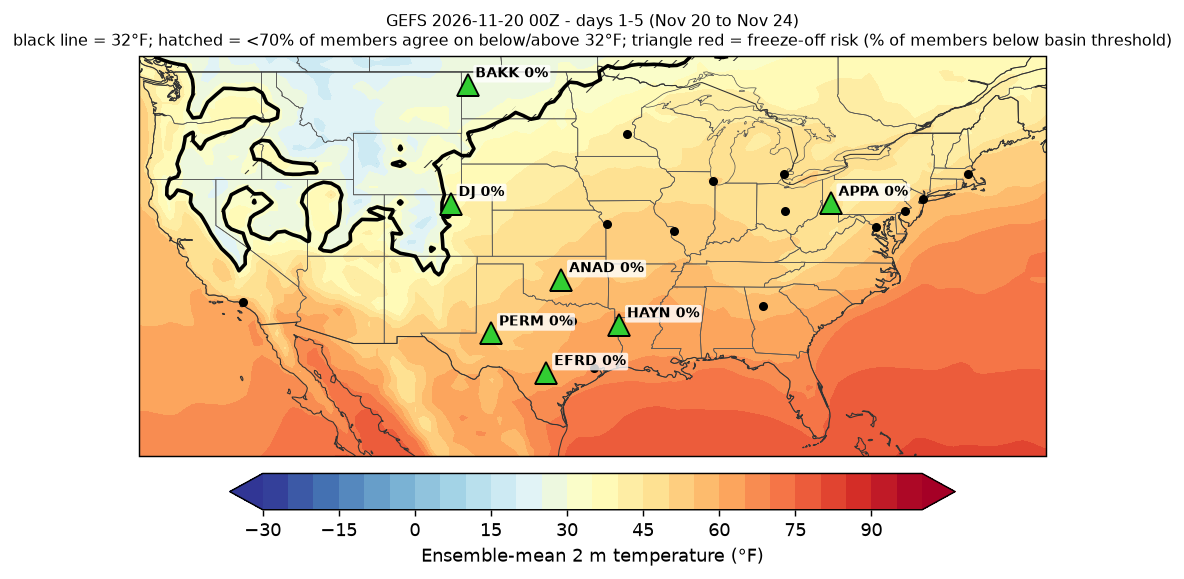 GEFS 2026-11-20 00Z - days 1-5 (Nov 20 to Nov 24)
black line = 32°F; hatched = <70% of members agree on below/above 32°F; triangle red = freeze-off risk (% of members below basin threshold)
BAKK 0%
DJ 0%
APPA 0%
ANAD 0%
HAYN 0%
PERM 0%
EFRD 0%
−30 −15 0 15 30 45 60 75 90
Ensemble-mean 2 m temperature (°F)